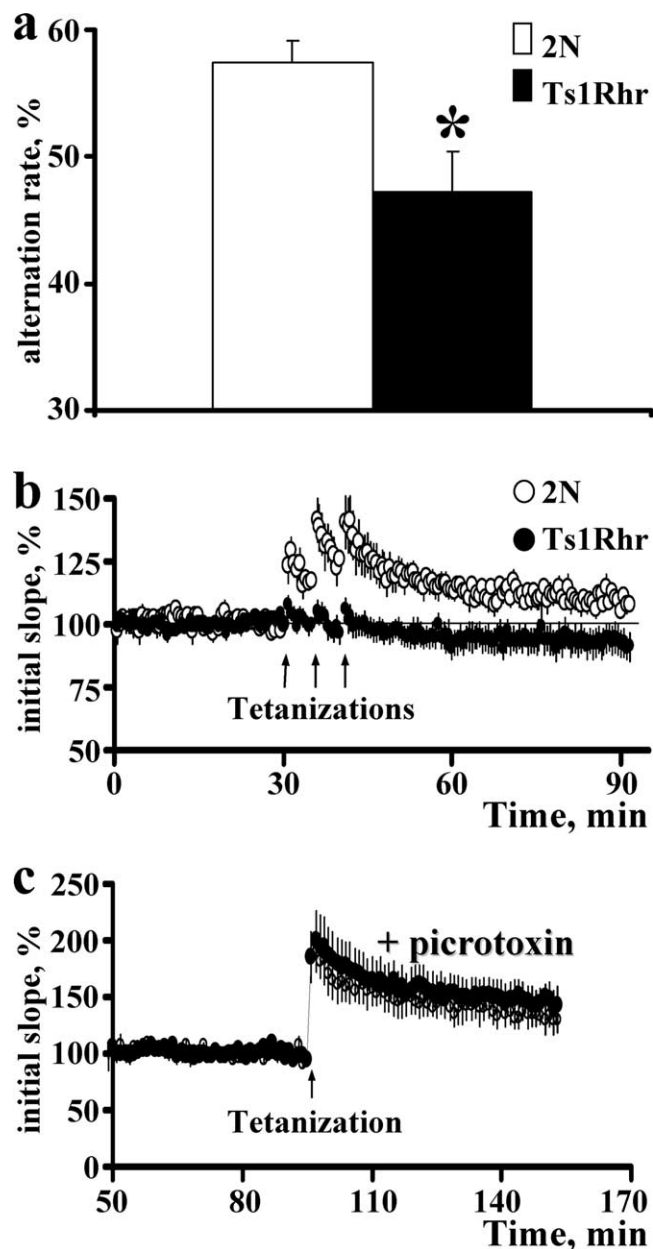 a
60
50
40
30
alternation rate, %
2N
Ts1Rhr
*
b
150
125
100
75
50
initial slope, %
2N
Ts1Rhr
Tetanizations
0
30
60
90
Time, min
c
250
200
150
100
50
0
initial slope, %
+ picrotoxin
Tetanization
50
80
110
140
170
Time, min